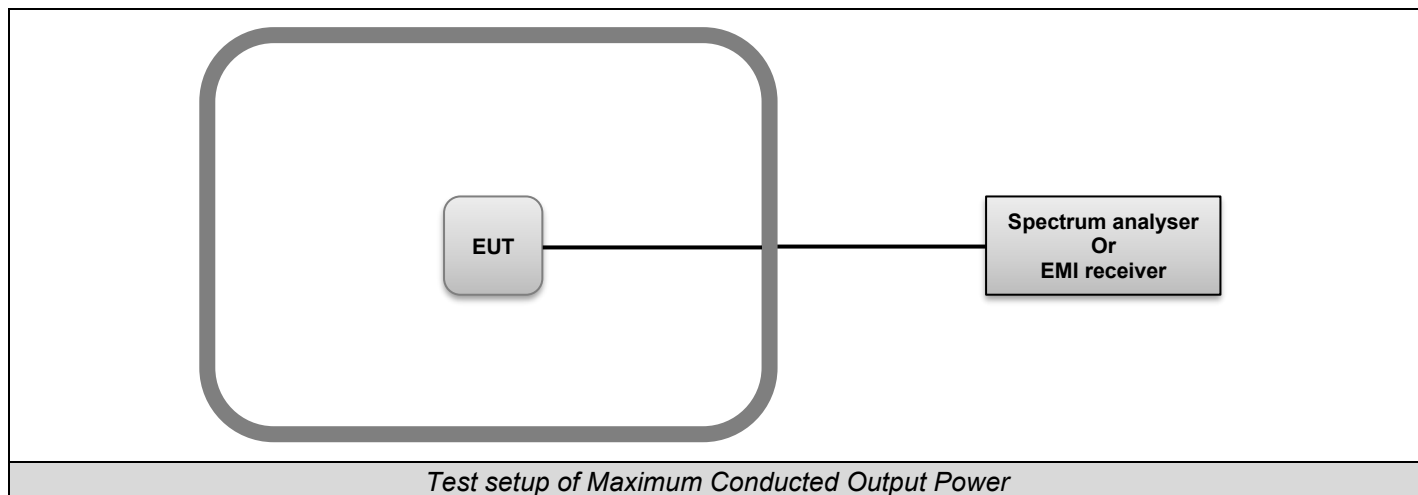 EUT
Spectrum analyser
Or
EMI receiver
Test setup of Maximum Conducted Output Power